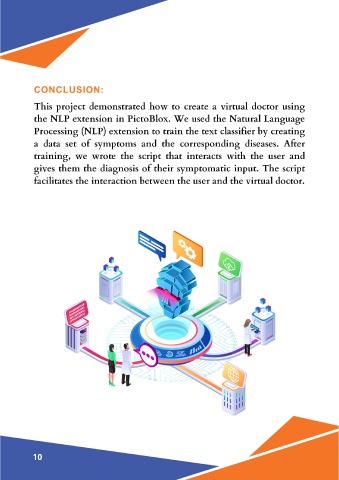 CONCLUSION:
This project demonstrated how to create a virtual doctor using
the NLP extension in PictoBlox. We used the Natural Language
Processing (NLP) extension to train the text classifier by creating
a data set of symptoms and the corresponding diseases. After
training, we wrote the script that interacts with the user and
gives them the diagnosis of their symptomatic input. The script
facilitates the interaction between the user and the virtual doctor.
10